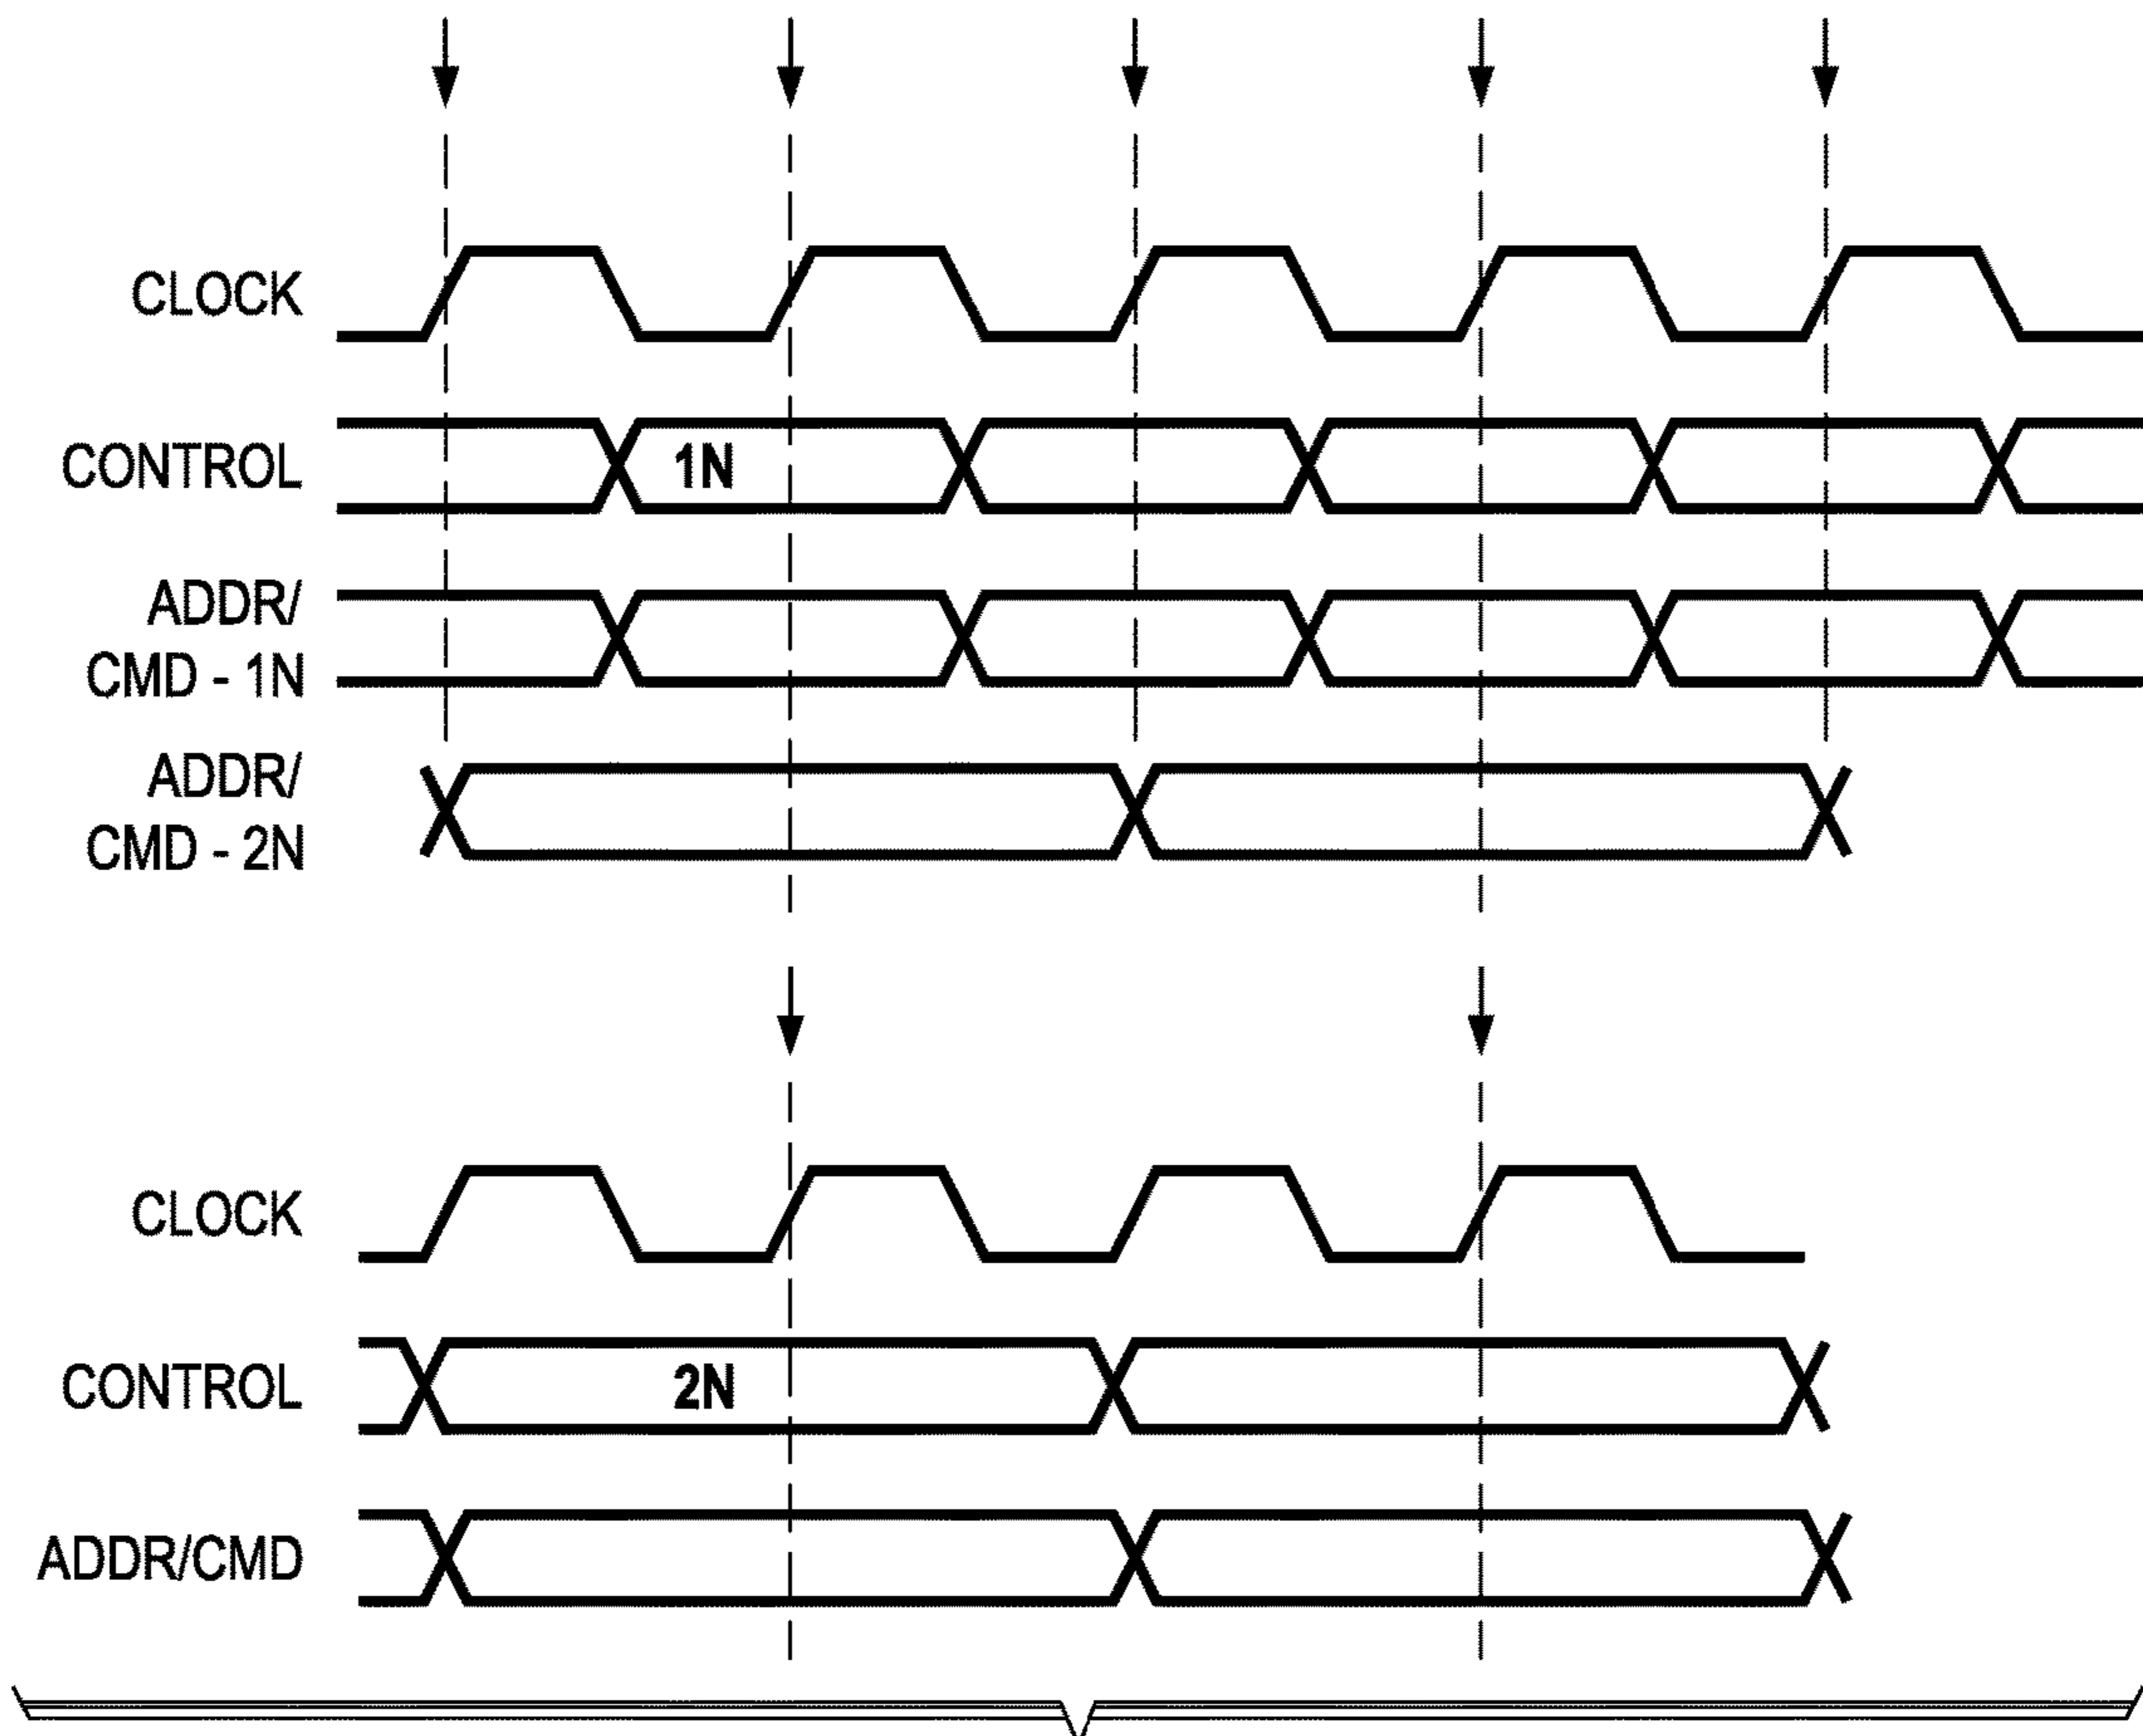 CLOCK
CONTROL 1N
ADDR/
CMD - 1N
ADDR/
CMD - 2N
CLOCK
CONTROL 2N
ADDR/CMD